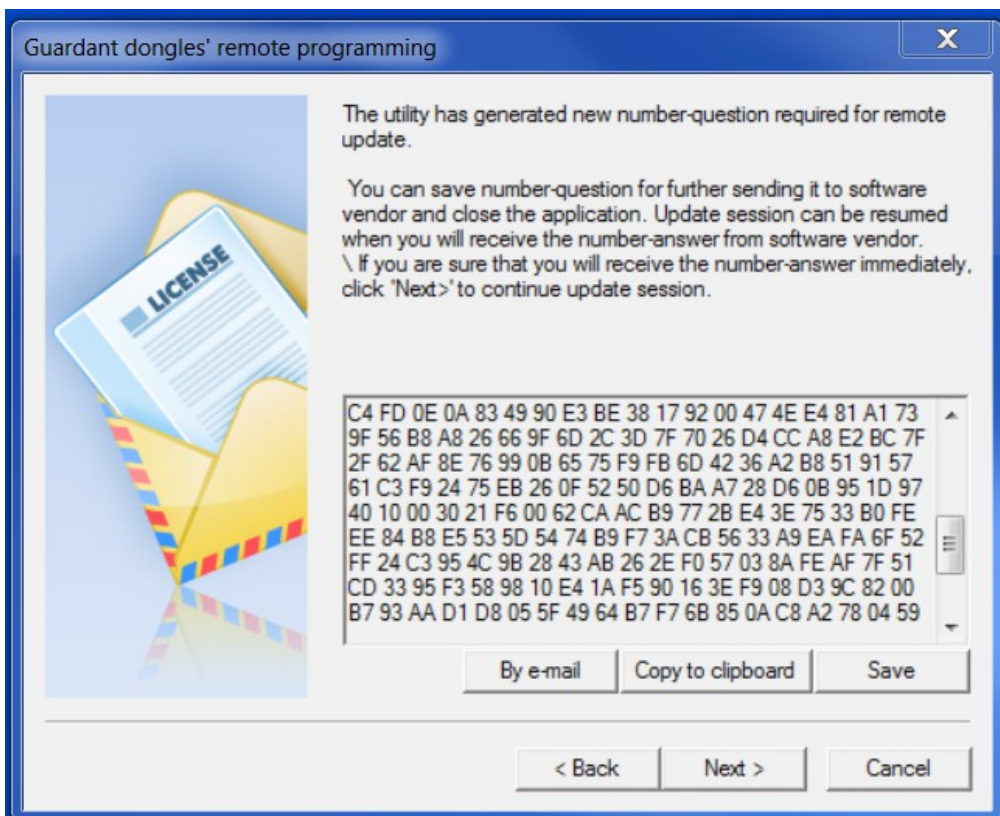 Guardant dongles' remote programming
X
LICENSE
The utility has generated new number-question required for remote
update.
You can save number-question for further sending it to software
vendor and close the application. Update session can be resumed
when you will receive the number-answer from software vendor.
\ If you are sure that you will receive the number-answer immediately,
click 'Next>' to continue update session.
C4 FD 0E 0A 83 49 90 E3 BE 38 17 92 00 47 4E E4 81 A1 73
9F 56 B8 A8 26 66 9F 6D 2C 3D 7F 70 26 D4 CC A8 E2 BC 7F
2F 62 AF 8E 76 99 0B 65 75 F9 FB 6D 42 36 A2 B8 51 91 57
61 C3 F9 24 75 EB 26 0F 52 50 D6 BA A7 28 D6 0B 95 1D 97
40 10 00 30 21 F6 00 62 CA AC B9 77 2B E4 3E 75 33 B0 FE
EE 84 B8 E5 53 5D 54 74 B9 F7 3A CB 56 33 A9 EA FA 6F 52
FF 24 C3 95 4C 9B 28 43 AB 26 2E F0 57 03 8A FE AF 7F 51
CD 33 95 F3 58 98 10 E4 1A F5 90 16 3E F9 08 D3 9C 82 00
B7 93 AA D1 D8 05 5F 49 64 B7 F7 6B 85 0A C8 A2 78 04 59
By e-mail
Copy to clipboard
Save
< Back
Next >
Cancel